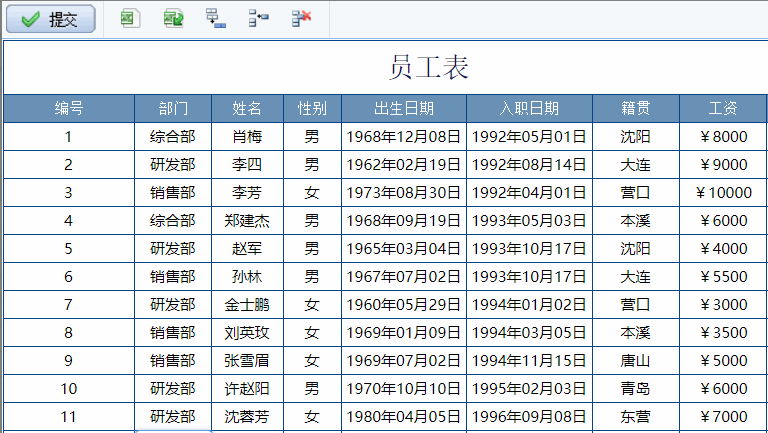 提交
员工表
编号 部门 姓名 性别 出生日期 入职日期 籍贯 工资
1 综合部 肖梅 男 1968年12月08日 1992年05月01日 沈阳 ￥8000
2 研发部 李四 男 1962年02月19日 1992年08月14日 大连 ￥9000
3 销售部 李芳 女 1973年08月30日 1992年04月01日 营口 ￥10000
4 综合部 郑建杰 男 1968年09月19日 1993年05月03日 本溪 ￥6000
5 研发部 赵军 男 1965年03月04日 1993年10月17日 沈阳 ￥4000
6 销售部 孙林 男 1967年07月02日 1993年10月17日 大连 ￥5500
7 研发部 金士鹏 女 1960年05月29日 1994年01月02日 营口 ￥3000
8 销售部 刘英玫 女 1969年01月09日 1994年03月05日 本溪 ￥3500
9 销售部 张雪眉 女 1969年07月02日 1994年11月15日 唐山 ￥5000
10 研发部 许赵阳 男 1970年10月10日 1995年02月03日 青岛 ￥6000
11 研发部 沈蓉芳 女 1980年04月05日 1996年09月08日 东营 ￥7000